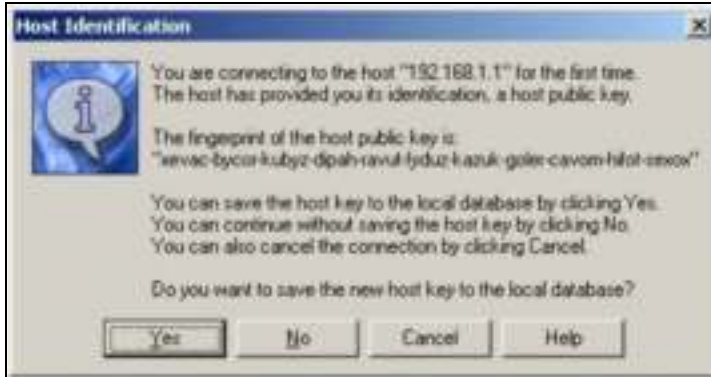 Host Identification
You are connecting to the host "192.168.1.1" for the first time.
The host has provided you its identification, a host public key.
The fingerprint of the host public key is:
"xevac-bycor-kubyz-dipah-ravut-lyduz-kazuk-goler-cavom-hilot-sexox"
You can save the host key to the local database by clicking Yes.
You can continue without saving the host key by clicking No.
You can also cancel the connection by clicking Cancel.
Do you want to save the new host key to the local database?
Yes No Cancel Help